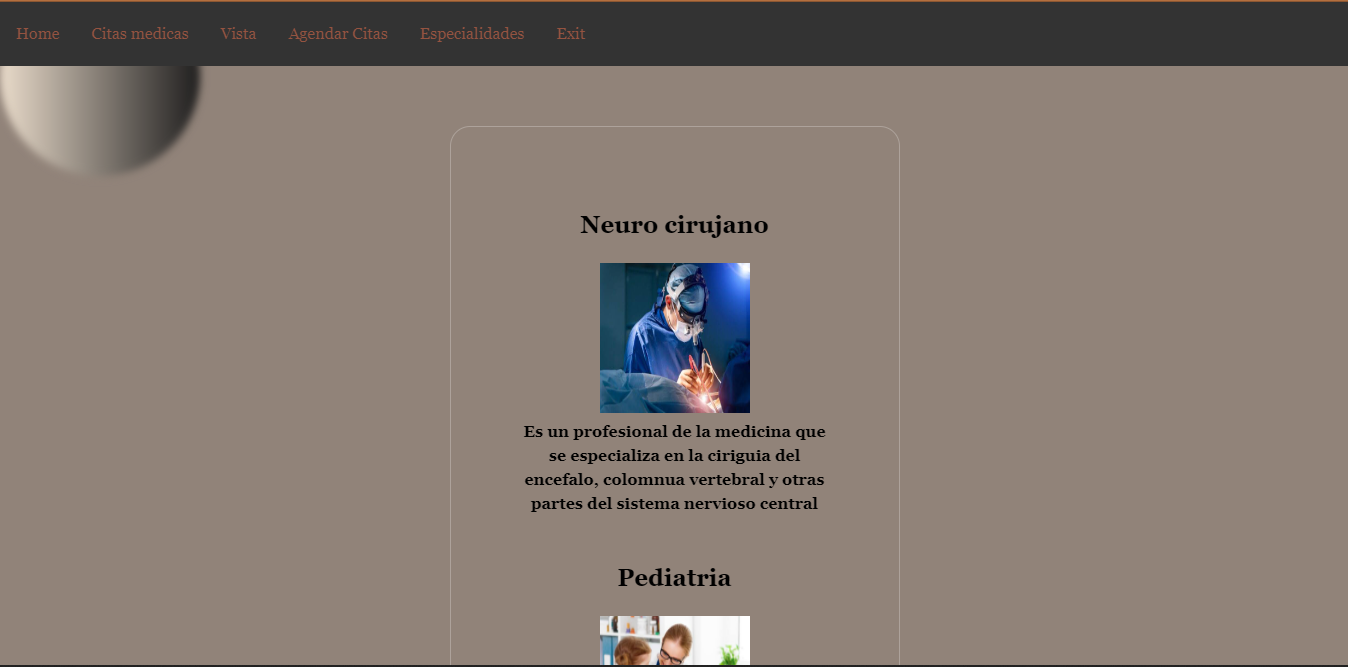 Home Citas medicas Vista Agendar Citas Especialidades Exit
Neuro cirujano
Es un profesional de la medicina que
se especializa en la ciriguia del
encefalo, colomnua vertebral y otras
partes del sistema nervioso central
Pediatria